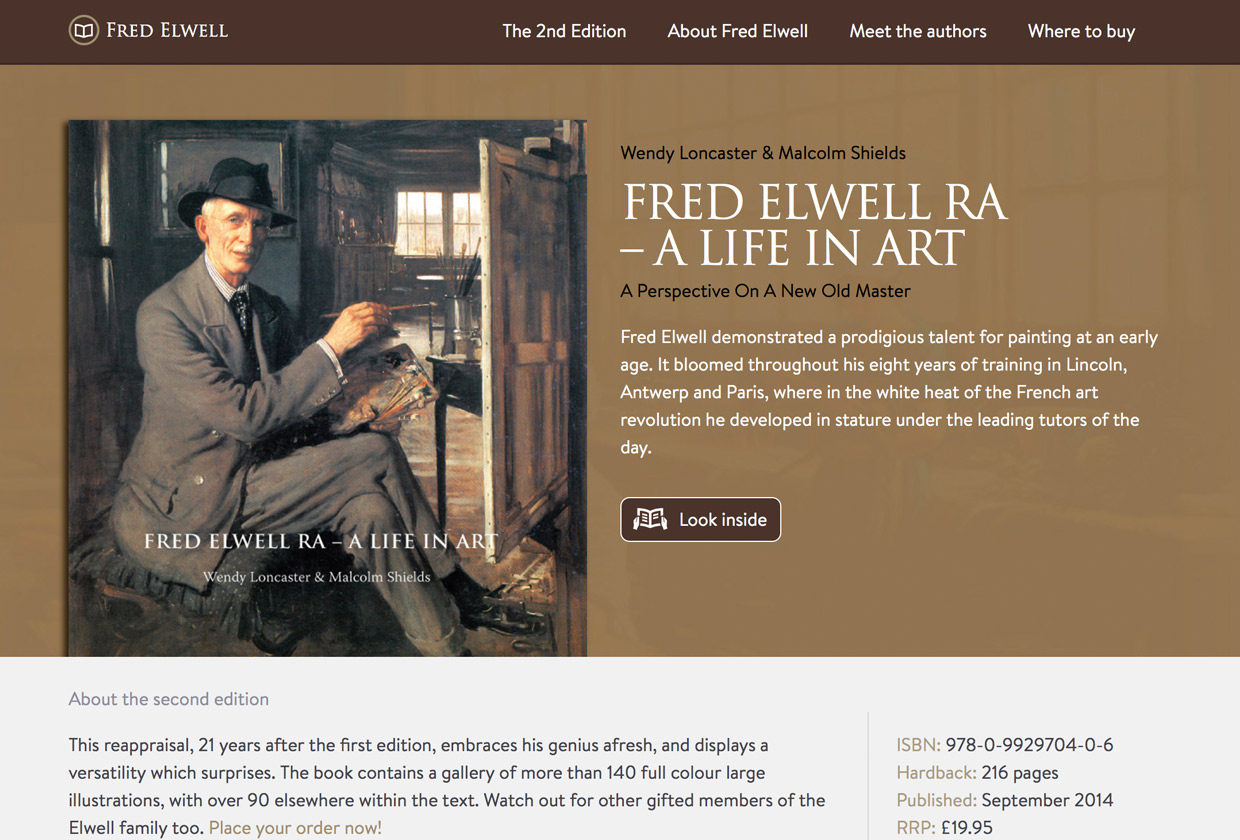 FRED ELWELL
The 2nd Edition
About Fred Elwell
Meet the authors
Where to buy
FRED ELWELL RA – A LIFE IN ART
Wendy Loncaster & Malcolm Shields
Wendy Loncaster & Malcolm Shields
FRED ELWELL RA
– A LIFE IN ART
A Perspective On A New Old Master
Fred Elwell demonstrated a prodigious talent for painting at an early
age. It bloomed throughout his eight years of training in Lincoln,
Antwerp and Paris, where in the white heat of the French art
revolution he developed in stature under the leading tutors of the
day.
Look inside
About the second edition
This reappraisal, 21 years after the first edition, embraces his genius afresh, and displays a
versatility which surprises. The book contains a gallery of more than 140 full colour large
illustrations, with over 90 elsewhere within the text. Watch out for other gifted members of the
Elwell family too. Place your order now!
ISBN: 978-0-9929704-0-6
Hardback: 216 pages
Published: September 2014
RRP: £19.95